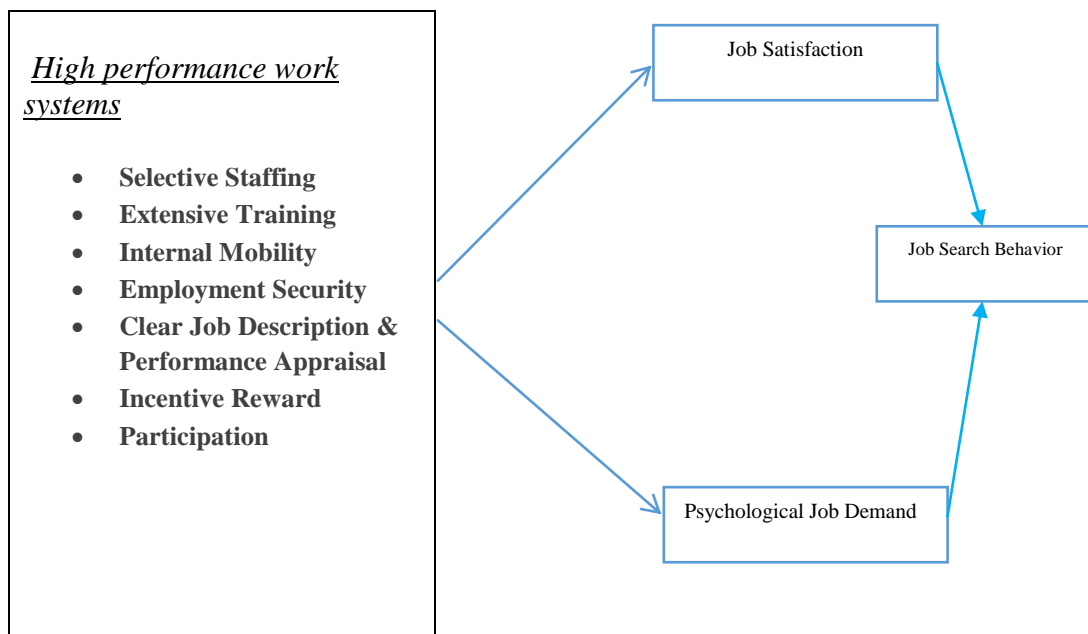 High performance work
systems
• Selective Staffing
• Extensive Training
• Internal Mobility
• Employment Security
• Clear Job Description &
Performance Appraisal
• Incentive Reward
• Participation
Job Satisfaction
Job Search Behavior
Psychological Job Demand